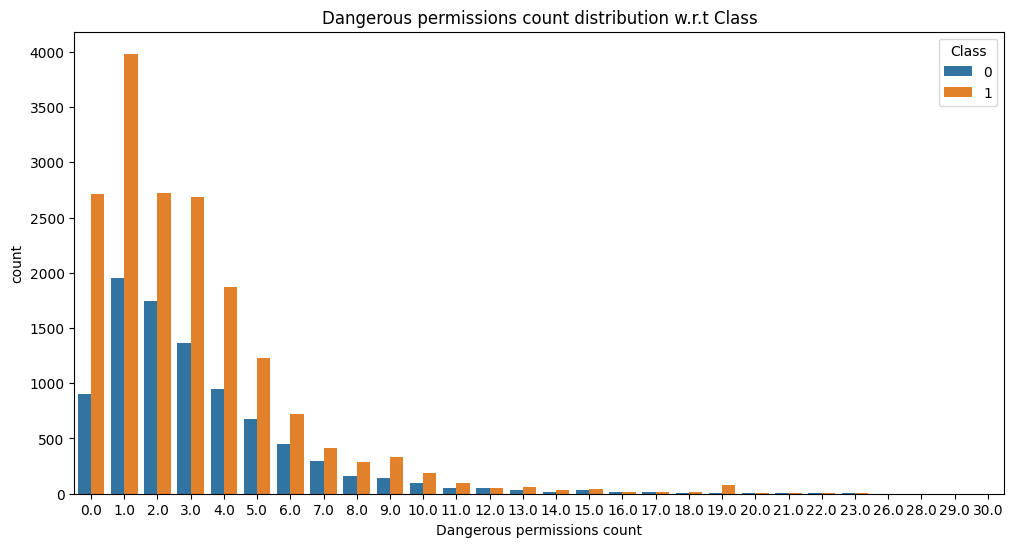 Dangerous permissions count distribution w.r.t Class
Class
0
1
4000
3500
3000
2500
2000
1500
1000
500
0
count
0.0 1.0 2.0 3.0 4.0 5.0 6.0 7.0 8.0 9.0 10.0 11.0 12.0 13.0 14.0 15.0 16.0 17.0 18.0 19.0 20.0 21.0 22.0 23.0 26.0 28.0 29.0 30.0
Dangerous permissions count